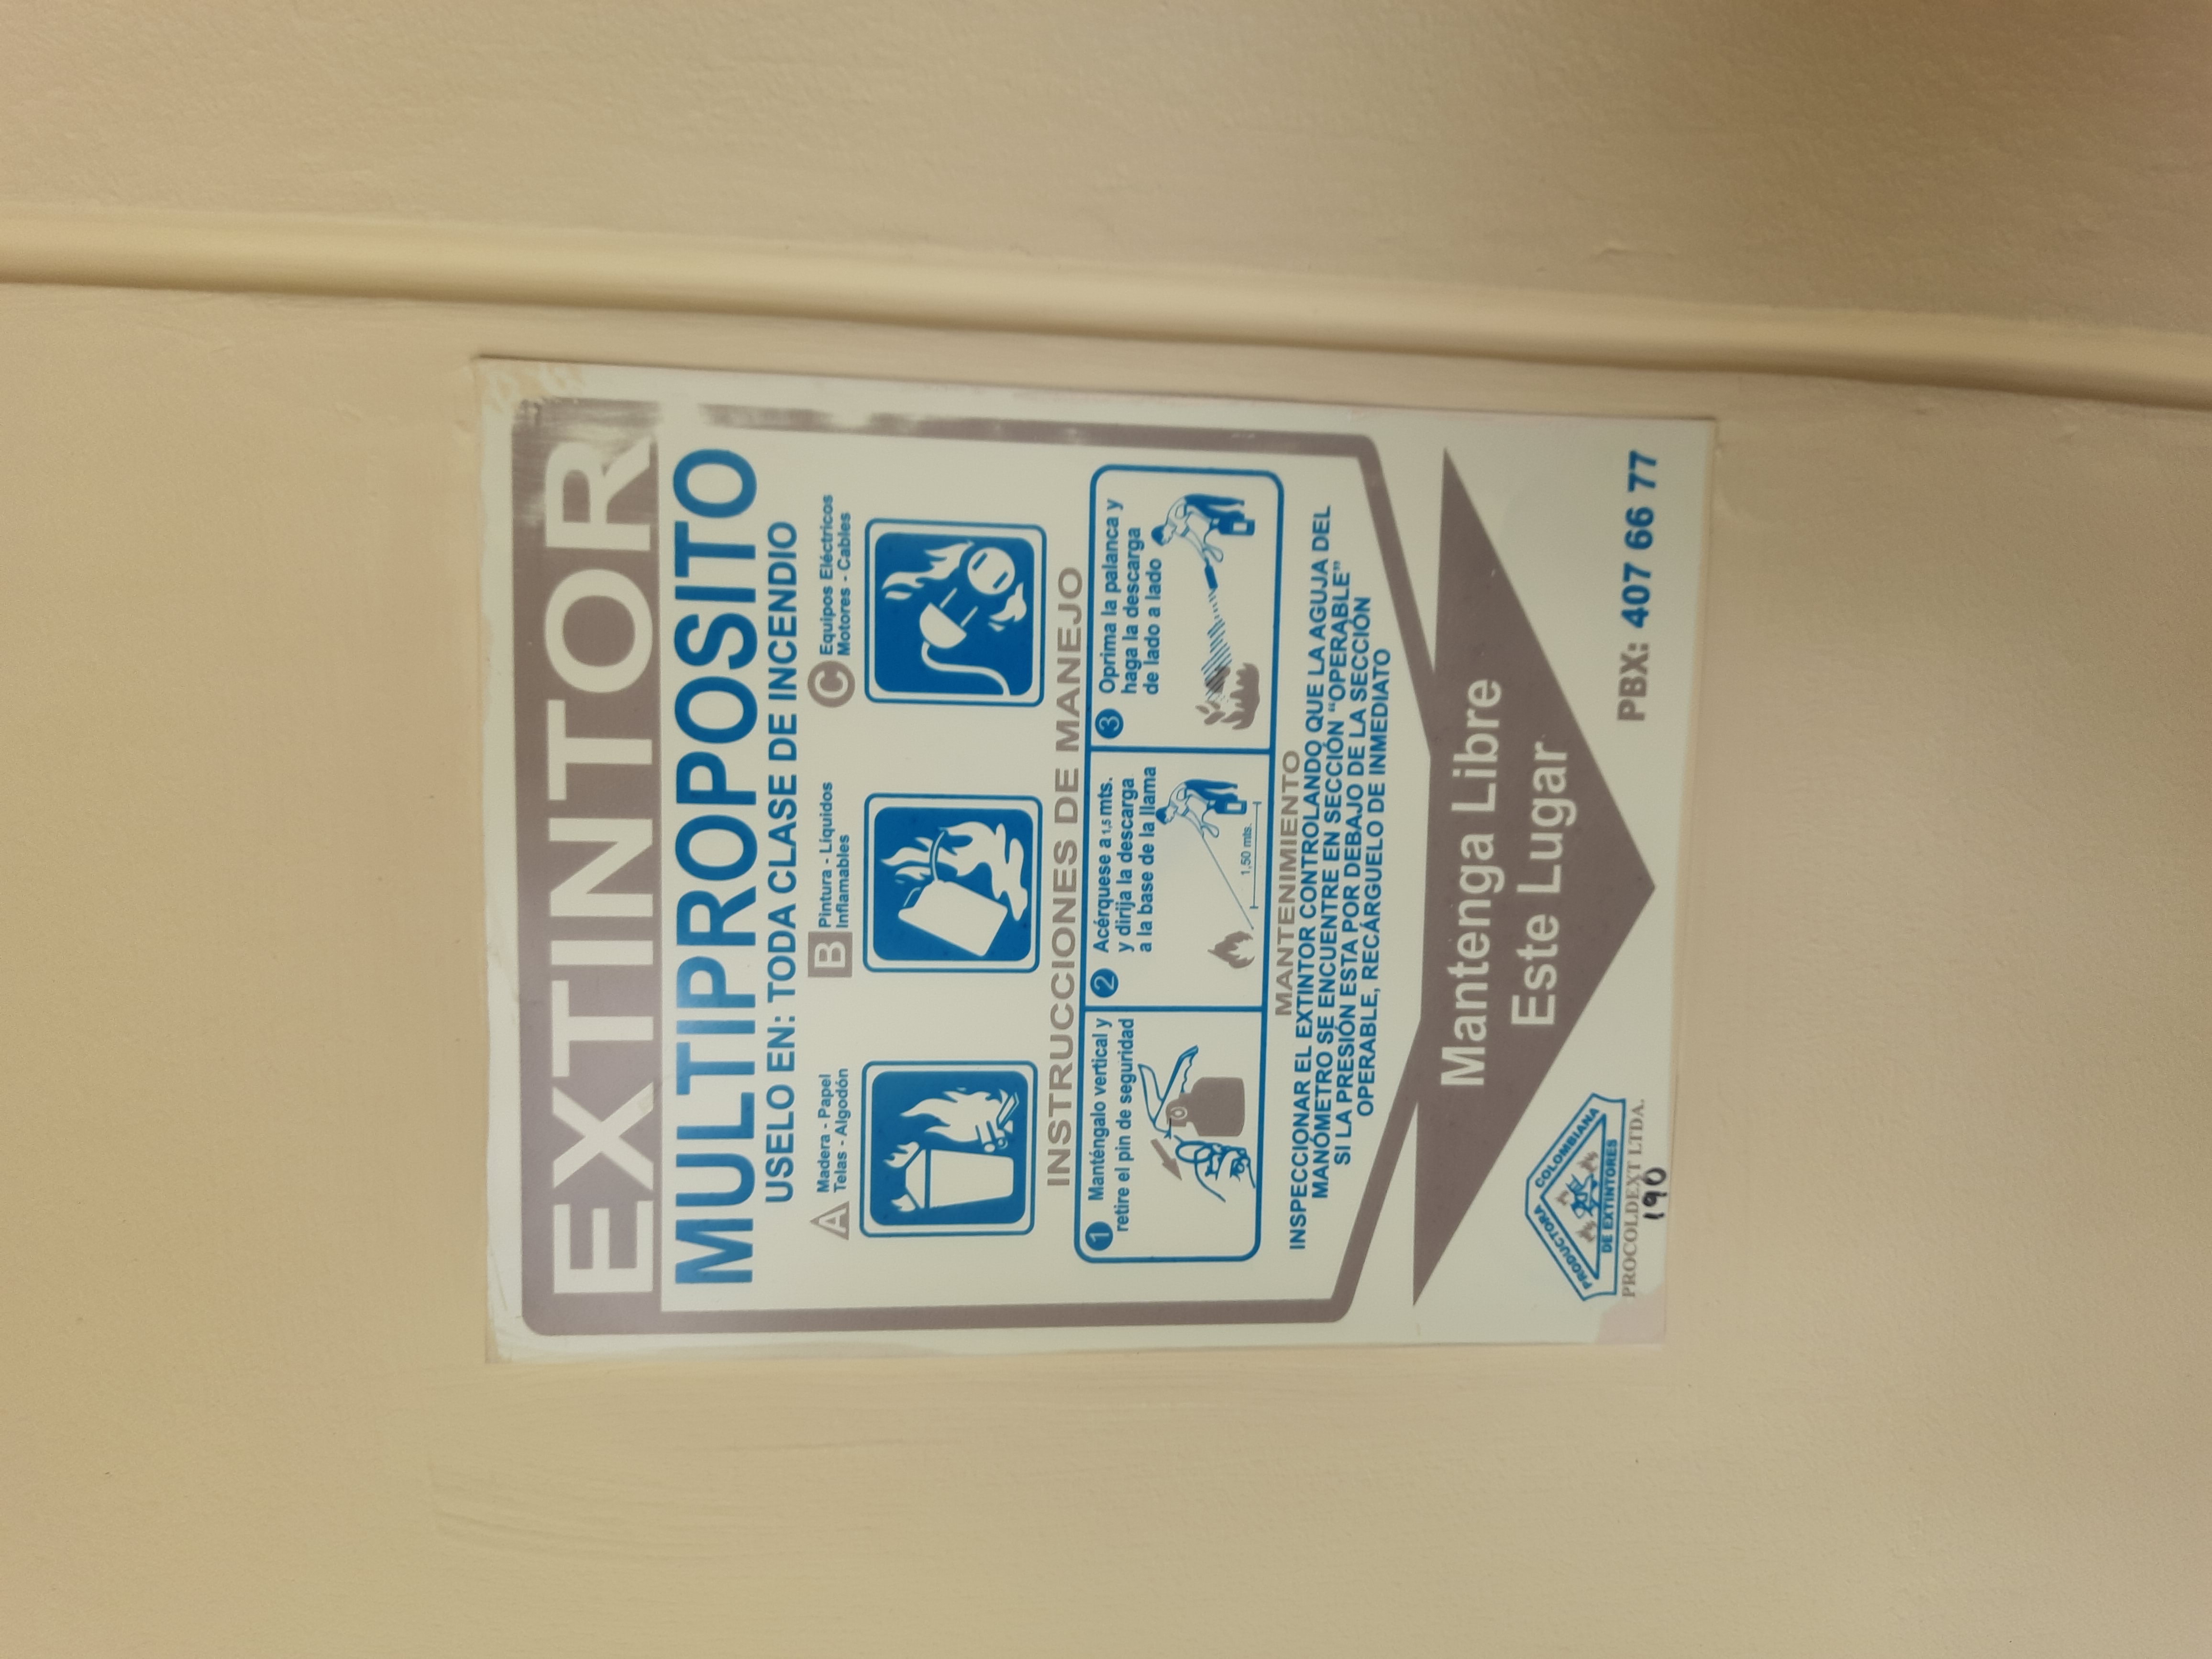 EXTINTOR
MULTIPROPOSITO
USELO EN: TODA CLASE DE INCENDIO
A Madera - Papel
Telas - Algodón
B Pintura - Líquidos
Inflamables
C Equipos Eléctricos
Motores - Cables
INSTRUCCIONES DE MANEJO
1 Manténgalo vertical y
retire el pin de seguridad
2 Acérquese a 1,5 mts.
y dirija la descarga
a la base de la llama
1,50 mts.
3 Oprima la palanca y
haga la descarga
de lado a lado
MANTENIMIENTO
INSPECCIONAR EL EXTINTOR CONTROLANDO QUE LA AGUJA DEL
MANÓMETRO SE ENCUENTRE EN SECCIÓN “OPERABLE”
SI LA PRESIÓN ESTA POR DEBAJO DE LA SECCIÓN
OPERABLE, RECÁRGUELO DE INMEDIATO
Mantenga Libre
Este Lugar
PRODUCTORA COLOMBIANA
DE EXTINTORES
PROCOLDEXT LTDA.
190
PBX: 407 66 77